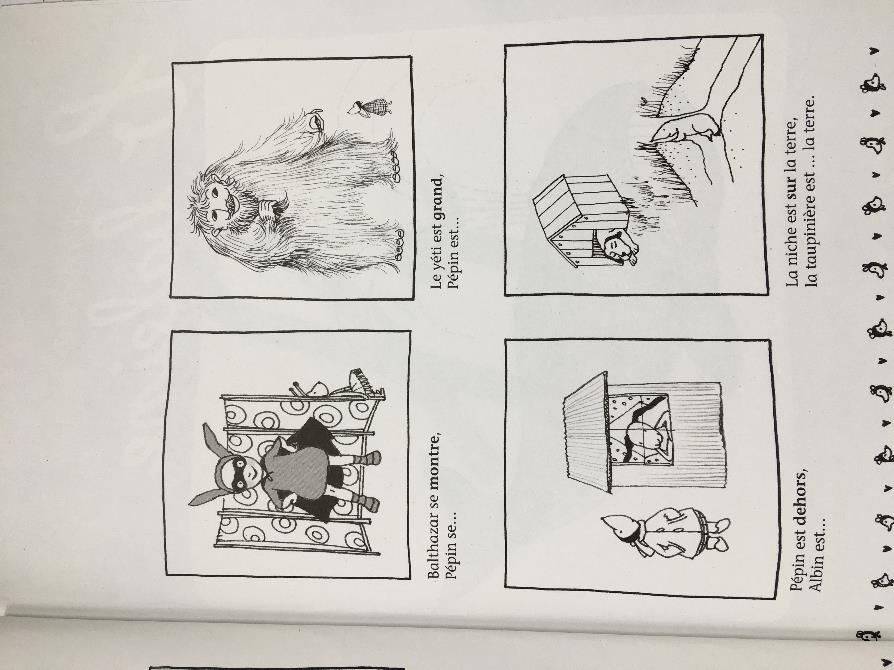 Balthazar se montre,
Pépin se...
Le yéti est grand,
Pépin est...
Pépin est dehors,
Albin est...
La niche est sur la terre,
la taupinière est ... la terre.